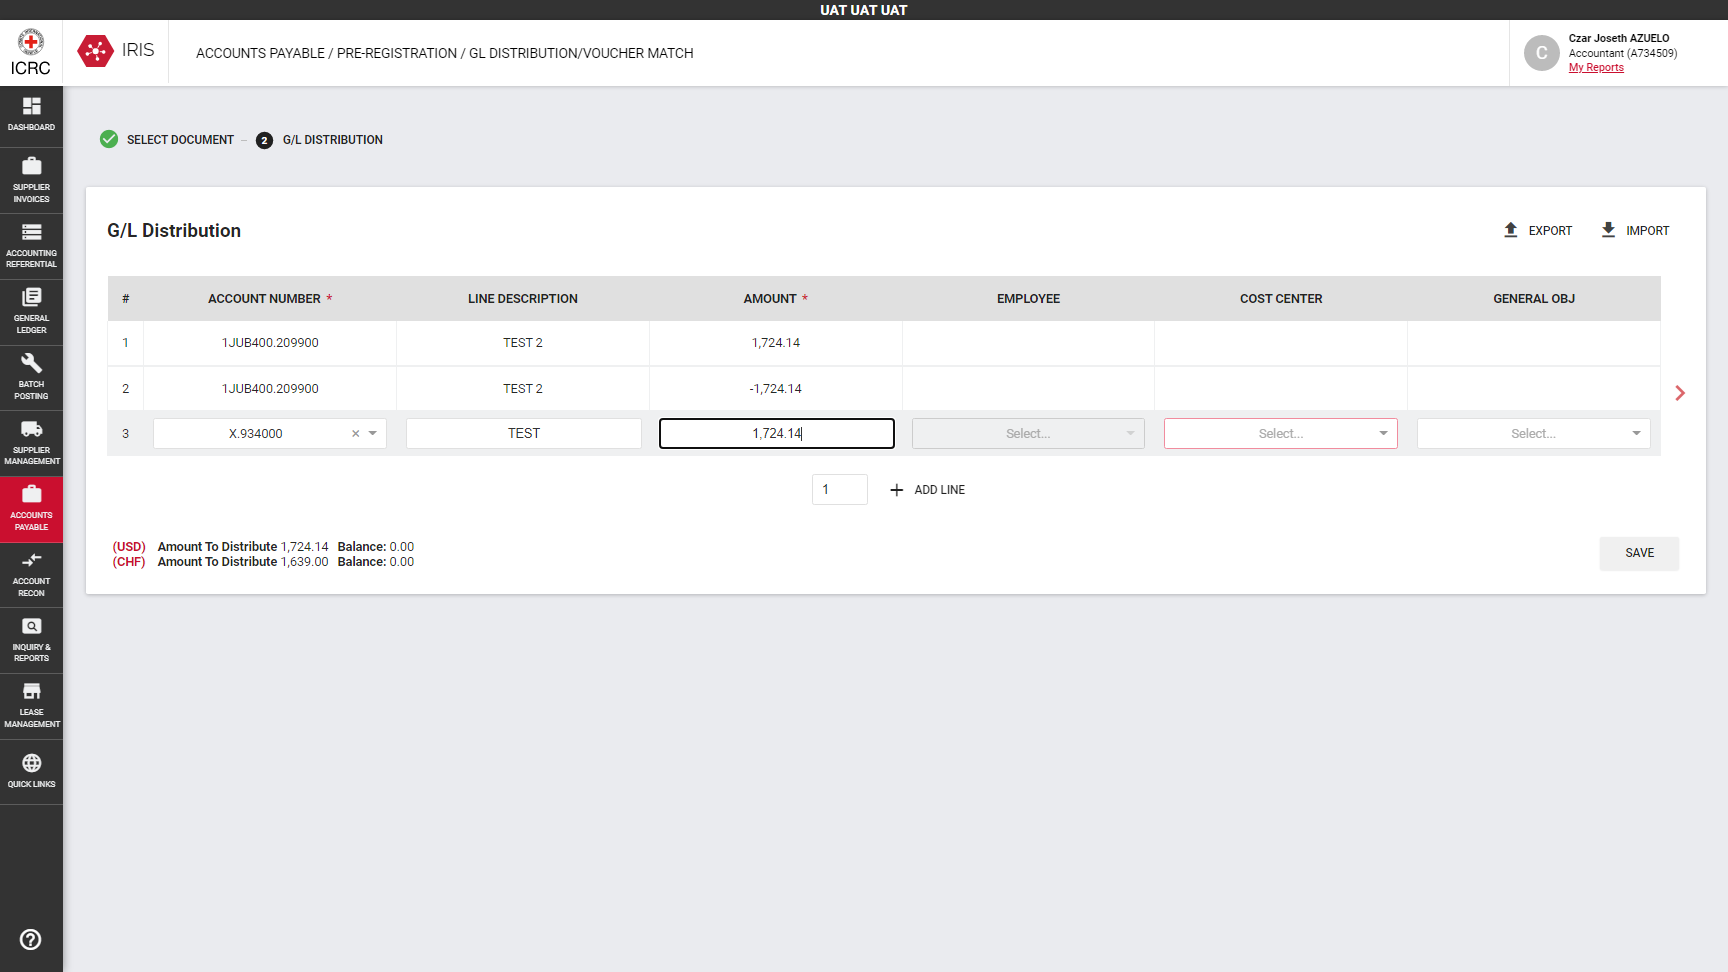 UAT UAT UAT
ICRC
IRIS
ACCOUNTS PAYABLE / PRE-REGISTRATION / GL DISTRIBUTION/VOUCHER MATCH
C
Czar Joseth AZUELO
Accountant (A734509)
My Reports
DASHBOARD
SUPPLIER
INVOICES
ACCOUNTING
REFERENTIAL
GENERAL
LEDGER
BATCH
POSTING
SUPPLIER
MANAGEMENT
ACCOUNTS
PAYABLE
ACCOUNT
RECON
INQUIRY &
REPORTS
LEASE
MANAGEMENT
QUICK LINKS
SELECT DOCUMENT
2 G/L DISTRIBUTION
G/L Distribution
EXPORT
IMPORT
# ACCOUNT NUMBER * LINE DESCRIPTION AMOUNT * EMPLOYEE COST CENTER GENERAL OBJ
1 1JUB400.209900 TEST 2 1,724.14
2 1JUB400.209900 TEST 2 -1,724.14
3 X.934000 TEST 1,724.14 Select... Select... Select...
1 ADD LINE
(USD) Amount To Distribute 1,724.14 Balance: 0.00
(CHF) Amount To Distribute 1,639.00 Balance: 0.00
SAVE